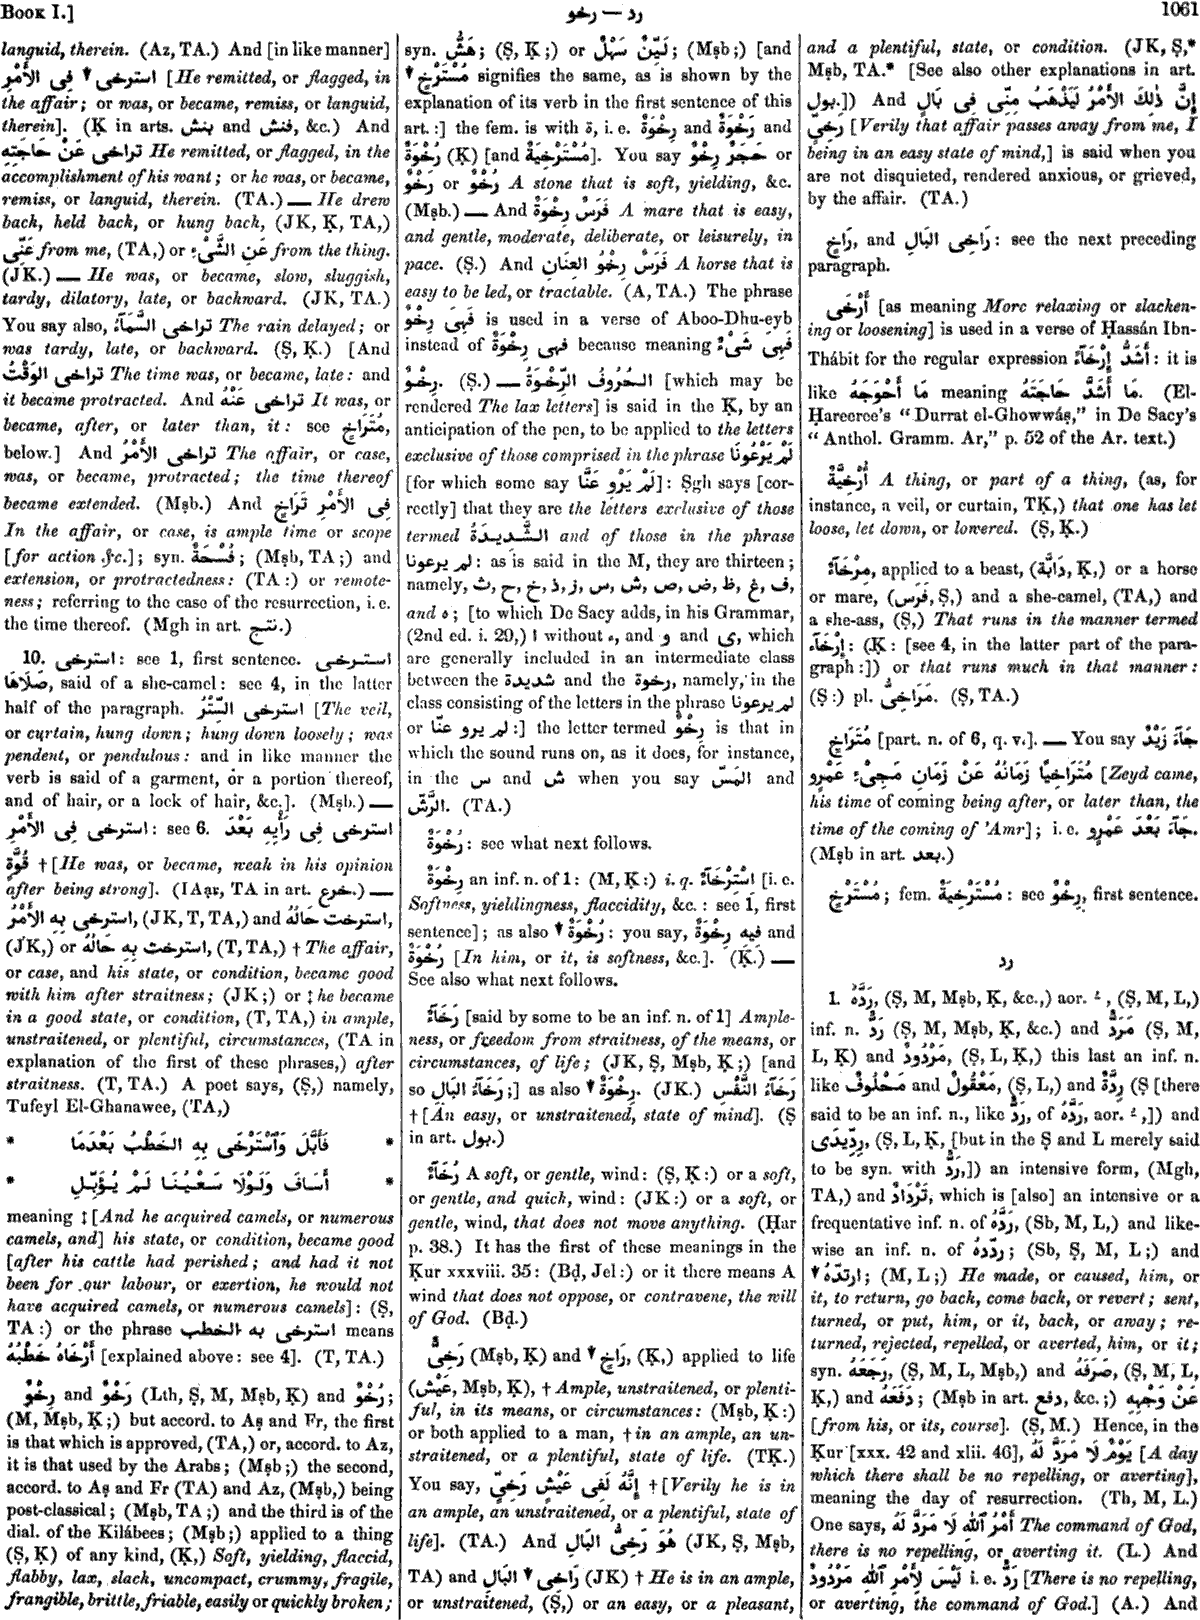 Book I.]
رد — رخو
1061
languid, therein. (Az, TA.) And [in like manner]
استرخى ▼ فِى الأَمْرِ [He remitted, or flagged, in
the affair; or was, or became, remiss, or languid,
therein]. (Ḳ in arts. بنش and فنش, &c.) And
تراخى عَنْ حَاجَتِهِ He remitted, or flagged, in the
accomplishment of his want; or he was, or became,
remiss, or languid, therein. (TA.) — He drew
back, held back, or hung back, (JK, Ḳ, TA,)
عَنِّى from me, (TA,) or عَنِ الشَّىْءِ from the thing.
(JK.) — He was, or became, slow, sluggish,
tardy, dilatory, late, or backward. (JK, TA.)
You say also, تراخى السَّمَآءُ The rain delayed; or
was tardy, late, or backward. (Ṣ, Ḳ.) [And
تراخى الوَقْتُ The time was, or became, late: and
it became protracted. And تراخى عَنْهُ It was, or
became, after, or later than, it: see مُتَرَاخٍ,
below.] And تراخى الأَمْرُ The affair, or case,
was, or became, protracted; the time thereof
became extended. (Mṣb.) And فِى الأَمْرِ تَرَاخٍ
In the affair, or case, is ample time or scope
[for action &c.]; syn. فُسْحَةٌ; (Mṣb, TA;) and
extension, or protractedness: (TA:) or remote-
ness; referring to the case of the resurrection, i. e.
the time thereof. (Mgh in art. نتج.)
10. استرخى: see 1, first sentence. استرخى
صَلَاهَا, said of a she-camel: see 4, in the latter
half of the paragraph. استرخى السِّتْرُ [The veil,
or curtain, hung down; hung down loosely; was
pendent, or pendulous: and in like manner the
verb is said of a garment, or a portion thereof,
and of hair, or a lock of hair, &c.]. (Mṣb.) —
استرخى فِى الأَمْرِ: see 6. استرخى فِى رَأْيِهِ بَعْدَ
قُوَّةٍ † [He was, or became, weak in his opinion
after being strong]. (IAạr, TA in art. خرع.) —
استرخى بِهِ الأَمْرُ, (JK, T, TA,) and استرخت حَالُهُ,
(JK,) or استرخت بِهِ حَالُهُ, (T, TA,) † The affair,
or case, and his state, or condition, became good
with him after straitness; (JK;) or ‡ he became
in a good state, or condition, (T, TA,) in ample,
unstraitened, or plentiful, circumstances, (TA in
explanation of the first of these phrases,) after
straitness. (T, TA.) A poet says, (Ṣ,) namely,
Tufeyl El-Ghanawee, (TA,)
* فَأَبَّلَ وَٱسْتَرْخَى بِهِ الخَطْبُ بَعْدَمَا *
* أَسَافَ وَلَوْلَا سَعْيُنَا لَمْ يُؤَبِّلِ *
meaning ‡ [And he acquired camels, or numerous
camels, and] his state, or condition, became good
[after his cattle had perished; and had it not
been for our labour, or exertion, he would not
have acquired camels, or numerous camels]: (Ṣ,
TA:) or the phrase استرخى به الخطب means
أَرْخَاهُ خَطْبُهُ [explained above: see 4]. (T, TA.)
رِخْوٌ and رَخْوٌ (Lth, Ṣ, M, Mṣb, Ḳ) and رُخْوٌ;
(M, Mṣb, Ḳ;) but accord. to Aṣ and Fr, the first
is that which is approved, (TA,) or, accord. to Az,
it is that used by the Arabs; (Mṣb;) the second,
accord. to Aṣ and Fr (TA) and Az, (Mṣb,) being
post-classical; (Mṣb, TA;) and the third is of the
dial. of the Kilábees; (Mṣb;) applied to a thing
(Ṣ, Ḳ) of any kind, (Ḳ,) Soft, yielding, flaccid,
flabby, lax, slack, uncompact, crummy, fragile,
frangible, brittle, friable, easily or quickly broken;
syn. هَشٌّ; (Ṣ, Ḳ;) or لَيِّنٌ سَهْلٌ; (Mṣb;) [and
مُسْتَرْخٍ ▼ signifies the same, as is shown by the
explanation of its verb in the first sentence of this
art.:] the fem. is with ة, i. e. رِخْوَةٌ and رَخْوَةٌ and
رُخْوَةٌ (Ḳ) [and مُسْتَرْخِيَةٌ]. You say حَجَرٌ رِخْوٌ or
رَخْوٌ or رُخْوٌ A stone that is soft, yielding, &c.
(Mṣb.) — And فَرَسٌ رِخْوَةٌ A mare that is easy,
and gentle, moderate, deliberate, or leisurely, in
pace. (Ṣ.) And فَرَسٌ رِخْوُ العِنَانِ A horse that is
easy to be led, or tractable. (A, TA.) The phrase
فَهِىَ رِخْوٌ is used in a verse of Aboo-Dhu-eyb
instead of فهى رِخْوَةٌ because meaning فَهِىَ شَىْءٌ
رِخْوٌ. (Ṣ.) — الحُرُوفُ الرِّخْوَةُ [which may be
rendered The lax letters] is said in the Ḳ, by an
anticipation of the pen, to be applied to the letters
exclusive of those comprised in the phrase لَمْ يَرْعُونَا
[for which some say لَمْ يَرْوِ عَنَّا]: Ṣgh says [cor-
rectly] that they are the letters exclusive of those
termed الشَّدِيدَةُ and of those in the phrase
لم يرعونا: as is said in the M, they are thirteen;
namely, ث, ح, خ, ذ, ز, س, ش, ص, ض, ظ, غ, ف,
and ه; [to which De Sacy adds, in his Grammar,
(2nd ed. i. 29,) ا without ء, and و and ى, which
are generally included in an intermediate class
between the شديدة and the رخوة, namely, in the
class consisting of the letters in the phrase لم يرعونا
or لم يرو عنّا:] the letter termed رِخْوٌ is that in
which the sound runs on, as it does, for instance,
in the س and ش when you say المَسّ and
الرَّشّ. (TA.)
رُخْوَةٌ: see what next follows.
رِخْوَةٌ an inf. n. of 1: (M, Ḳ:) i. q. اسْتِرْخَآءٌ [i. e.
Softness, yieldingness, flaccidity, &c.: see 1, first
sentence]; as also ▼ رُخْوَةٌ: you say, فِيهِ رِخْوَةٌ and
رُخْوَةٌ [In him, or it, is softness, &c.]. (Ḳ.) —
See also what next follows.
رَخَآءٌ [said by some to be an inf. n. of 1] Ample-
ness, or freedom from straitness, of the means, or
circumstances, of life; (JK, Ṣ, Mṣb, Ḳ;) [and
so رَخَآءُ البَالِ;] as also ▼ رِخْوَةٌ. (JK.) رَخَآءُ النَّفْسِ
† [An easy, or unstraitened, state of mind]. (Ṣ
in art. بول.)
رُخَآءٌ A soft, or gentle, wind: (Ṣ, Ḳ:) or a soft,
or gentle, and quick, wind: (JK:) or a soft, or
gentle, wind, that does not move anything. (Ḥar
p. 38.) It has the first of these meanings in the
Ḳur xxxviii. 35: (Bḍ, Jel:) or it there means A
wind that does not oppose, or contravene, the will
of God. (Bḍ.)
رَخِىٌّ (Mṣb, Ḳ) and ▼ رَاخٍ, (Ḳ,) applied to life
(عَيْش, Mṣb, Ḳ), † Ample, unstraitened, or plenti-
ful, in its means, or circumstances: (Mṣb, Ḳ:)
or both applied to a man, † in an ample, an un-
straitened, or a plentiful, state of life. (TḲ.)
You say, إِنَّهُ لَفِى عَيْشٍ رَخِىٍّ † [Verily he is in
an ample, an unstraitened, or a plentiful, state of
life]. (TA.) And هُوَ رَخِىُّ البَالِ (JK, Ṣ, Mṣb,
TA) and رَاخِى ▼ البَالِ (JK) † He is in an ample,
or unstraitened, (Ṣ,) or an easy, or a pleasant,
and a plentiful, state, or condition. (JK, Ṣ,*
Mṣb, TA.* [See also other explanations in art.
بول.]) And إِنَّ ذٰلِكَ الأَمْرُ لَيَذْهَبُ مِنِّى فِى بَالٍ
رَخِىٍّ [Verily that affair passes away from me, I
being in an easy state of mind,] is said when you
are not disquieted, rendered anxious, or grieved,
by the affair. (TA.)
رَاخٍ, and رَاخِى البَالِ: see the next preceding
paragraph.
أَرْخَى [as meaning More relaxing or slacken-
ing or loosening] is used in a verse of Ḥassán Ibn-
Thábit for the regular expression أَشَدُّ إِرْخَآءً: it is
like مَا أَحْوَجَهُ meaning مَا أَشَدَّ حَاجَتَهُ. (El-
Ḥareeree's "Durrat el-Ghowwáṣ," in De Sacy's
"Anthol. Gramm. Ar," p. 52 of the Ar. text.)
أُرْخِيَّةٌ A thing, or part of a thing, (as, for
instance, a veil, or curtain, TḲ,) that one has let
loose, let down, or lowered. (Ṣ, Ḳ.)
مِرْخَآءٌ, applied to a beast, (دَابَّة, Ḳ,) or a horse
or mare, (فَرَس, Ṣ,) and a she-camel, (TA,) and
a she-ass, (Ṣ,) That runs in the manner termed
إِرْخَآء: (Ḳ: [see 4, in the latter part of the para-
graph:]) or that runs much in that manner:
(Ṣ:) pl. مَرَاخِىُّ. (Ṣ, TA.)
مُتَرَاخٍ [part. n. of 6, q. v.]. — You say جَآءَ زَيْدٌ
مُتَرَاخِيًا زَمَانُهُ عَنْ زَمَانِ مَجِىْءِ عَمْرٍو [Zeyd came,
his time of coming being after, or later than, the
time of the coming of 'Amr]; i. e. جَآءَ بَعْدَ عَمْرٍو.
(Mṣb in art. بعد.)
مُسْتَرْخٍ; fem. مُسْتَرْخِيَةٌ: see رِخْوٌ, first sentence.
رد
1. رَدَّهُ, (Ṣ, M, Mṣb, Ḳ, &c.,) aor. ـُ, (Ṣ, M, L,)
inf. n. رَدٌّ (Ṣ, M, Mṣb, Ḳ, &c.) and مَرَدٌّ (Ṣ, M,
L, Ḳ) and مَرْدُودٌ, (Ṣ, L, Ḳ,) this last an inf. n.
like مَحْلُوفٌ and مَعْقُولٌ, (Ṣ, L,) and رِدَّةٌ (Ṣ [there
said to be an inf. n., like رَدٌّ, of رَدَّهُ, aor. ـُ,]) and
رِدِّيدَى, (Ṣ, L, Ḳ, [but in the Ṣ and L merely said
to be syn. with رَدٌّ,]) an intensive form, (Mgh,
TA,) and تَرْدَادٌ, which is [also] an intensive or a
frequentative inf. n. of رَدَّهُ, (Sb, M, L,) and like-
wise an inf. n. of رَدَّدَهُ; (Sb, Ṣ, M, L;) and
ارتدّهُ ▼; (M, L;) He made, or caused, him, or
it, to return, go back, come back, or revert; sent,
turned, or put, him, or it, back, or away; re-
turned, rejected, repelled, or averted, him, or it;
syn. رَجَعَهُ, (Ṣ, M, L, Mṣb,) and صَرَفَهُ, (Ṣ, M, L,
Ḳ,) and دَفَعَهُ; (Mṣb in art. دفع, &c.;) عَنْ وَجْهِهِ
[from his, or its, course]. (Ṣ, M.) Hence, in the
Ḳur [xxx. 42 and xlii. 46], يَوْمٌ لَا مَرَدَّ لَهُ [A day
which there shall be no repelling, or averting],
meaning the day of resurrection. (Th, M, L.)
One says, أَمْرُ ٱللّٰهِ لَا مَرَدَّ لَهُ The command of God,
there is no repelling, or averting it. (L.) And
لَيْسَ لِأَمْرِ ٱللّٰهِ مَرْدُودٌ i. e. رَدٌّ [There is no repelling,
or averting, the command of God.] (A.) And